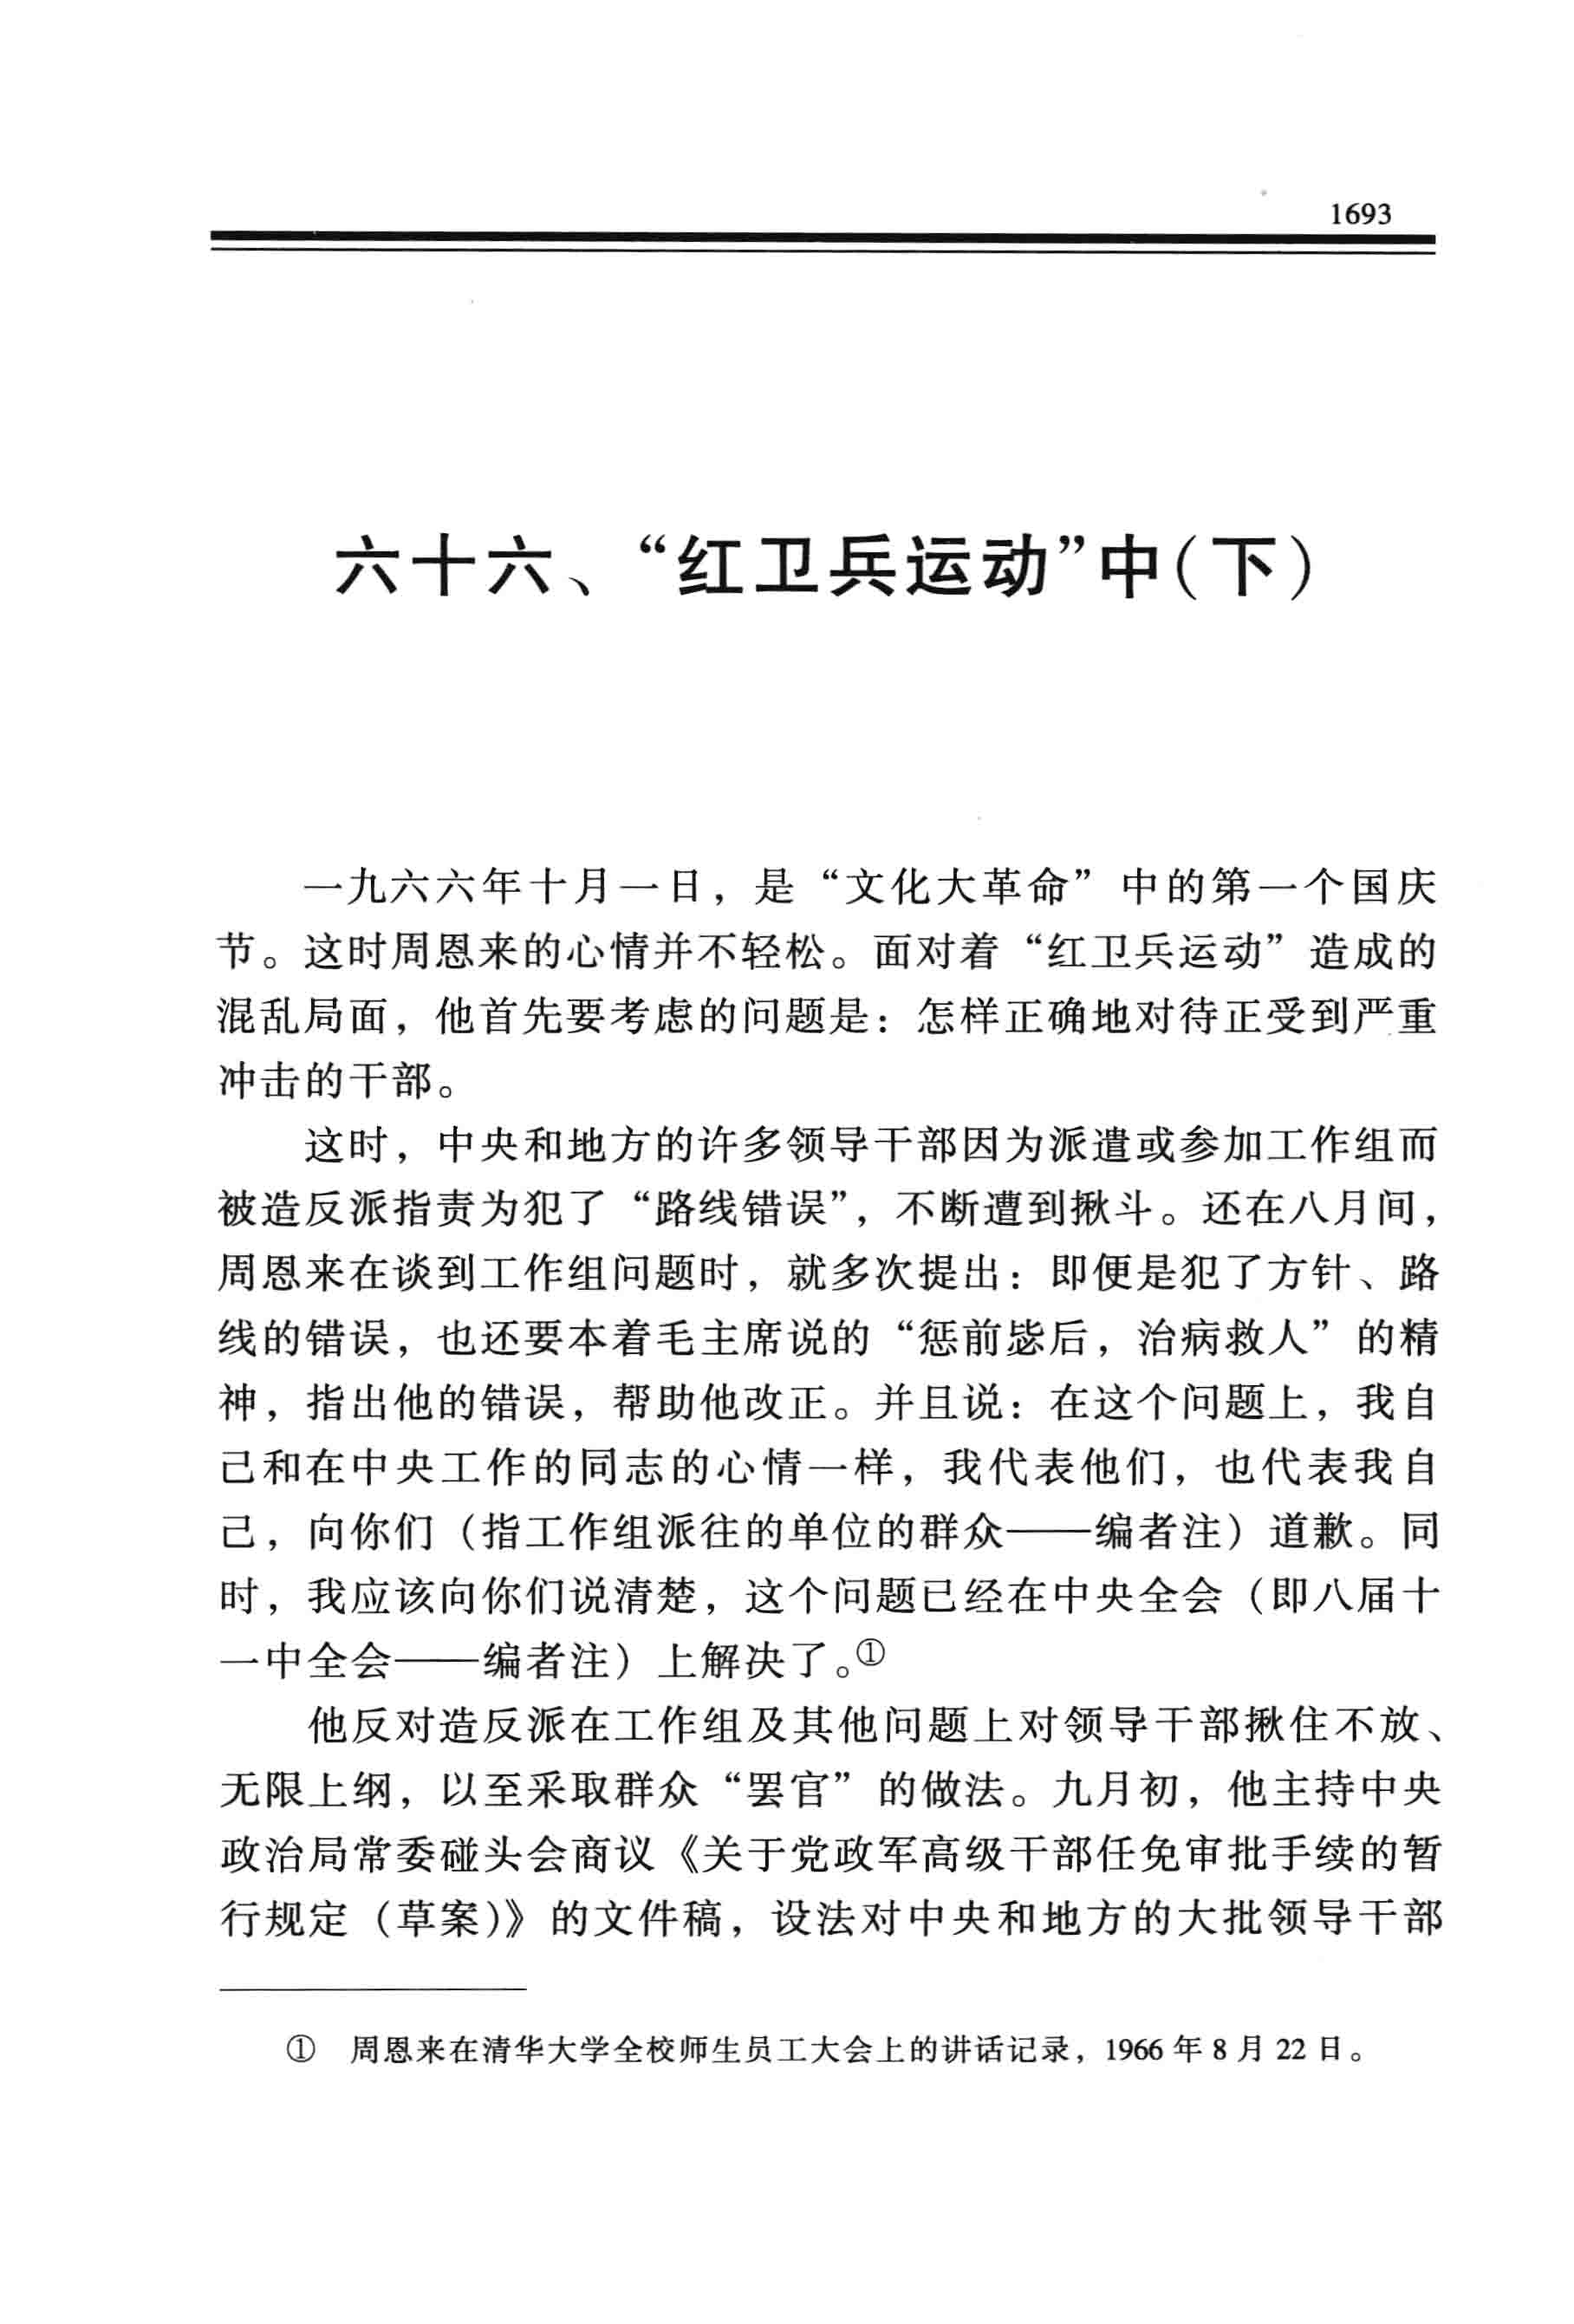 1693
六十六、“红卫兵运动”中(下)
一九六六年十月一日，是“文化大革命”中的第一个国庆
节。这时周恩来的心情并不轻松。面对着“红卫兵运动”造成的
混乱局面，他首先要考虑的问题是：怎样正确地对待正受到严重
冲击的干部。
这时，中央和地方的许多领导干部因为派遣或参加工作组而
被造反派指责为犯了“路线错误”，不断遭到揪斗。还在八月间，
周恩来在谈到工作组问题时，就多次提出：即便是犯了方针、路
线的错误，也还要本着毛主席说的“惩前毖后，治病救人”的精
神，指出他的错误，帮助他改正。并且说：在这个问题上，我自
己和在中央工作的同志的心情一样，我代表他们，也代表我自
己，向你们（指工作组派往的单位的群众——编者注）道歉。同
时，我应该向你们说清楚，这个问题已经在中央全会（即八届十
一中全会——编者注）上解决了。①
他反对造反派在工作组及其他问题上对领导干部揪住不放、
无限上纲，以至采取群众“罢官”的做法。九月初，他主持中央
政治局常委碰头会商议《关于党政军高级干部任免审批手续的暂
行规定（草案)》的文件稿，设法对中央和地方的大批领导干部
① 周恩来在清华大学全校师生员工大会上的讲话记录，1966年8月22日。